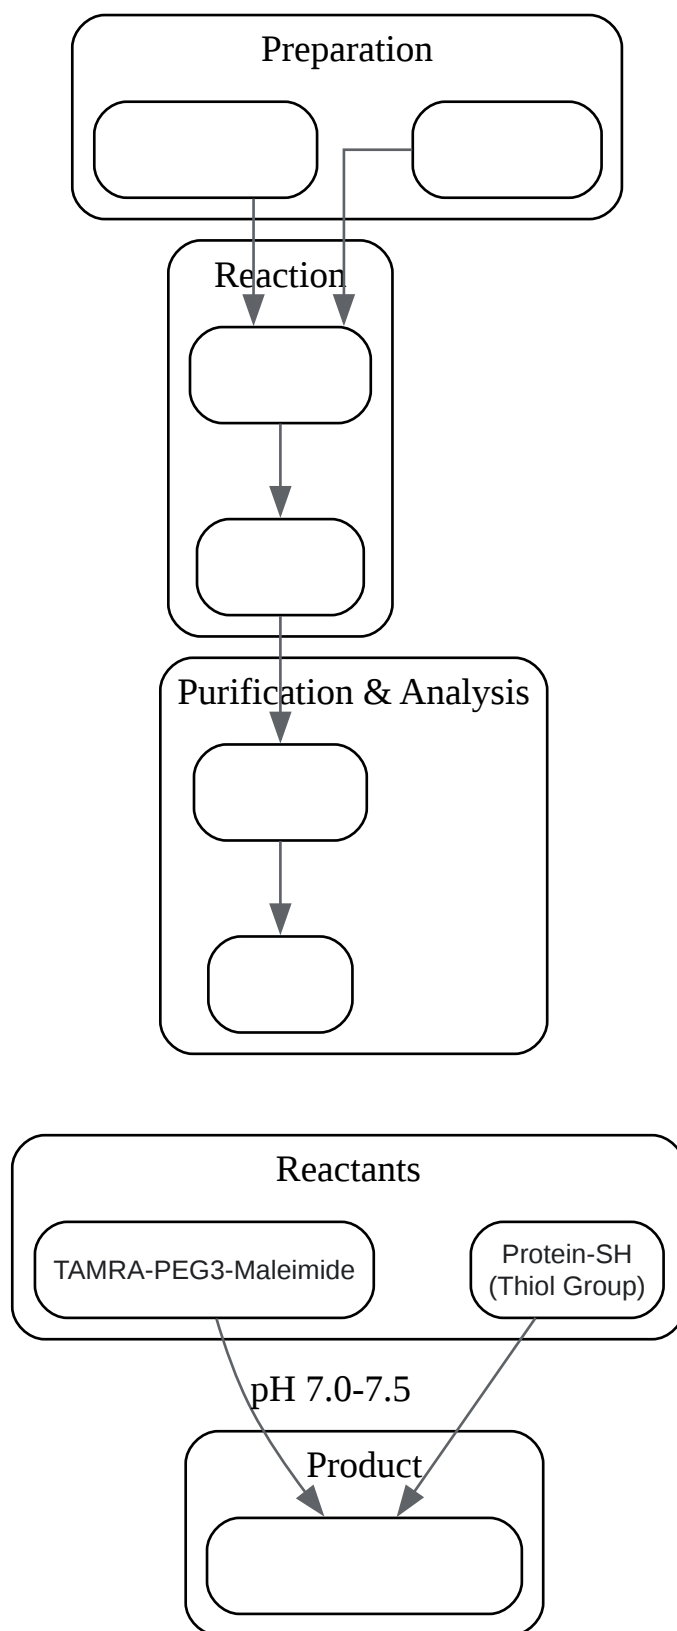 Preparation
Reaction
Purification & Analysis
Reactants
TAMRA-PEG3-Maleimide
Protein-SH
(Thiol Group)
pH 7.0-7.5
Product